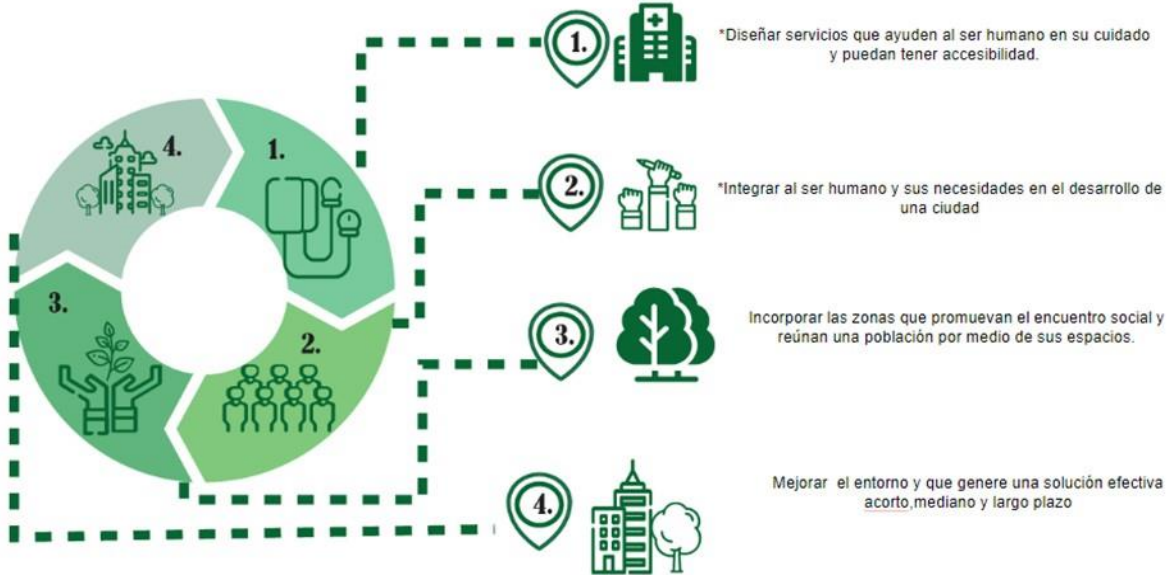 1.
*Diseñar servicios que ayuden al ser humano en su cuidado
y puedan tener accesibilidad.
4.
1.
2.
*Integrar al ser humano y sus necesidades en el desarrollo de
una ciudad
3.
2.
3.
Incorporar las zonas que promuevan el encuentro social y
reúnan una población por medio de sus espacios.
4.
Mejorar el entorno y que genere una solución efectiva
acorto,mediano y largo plazo